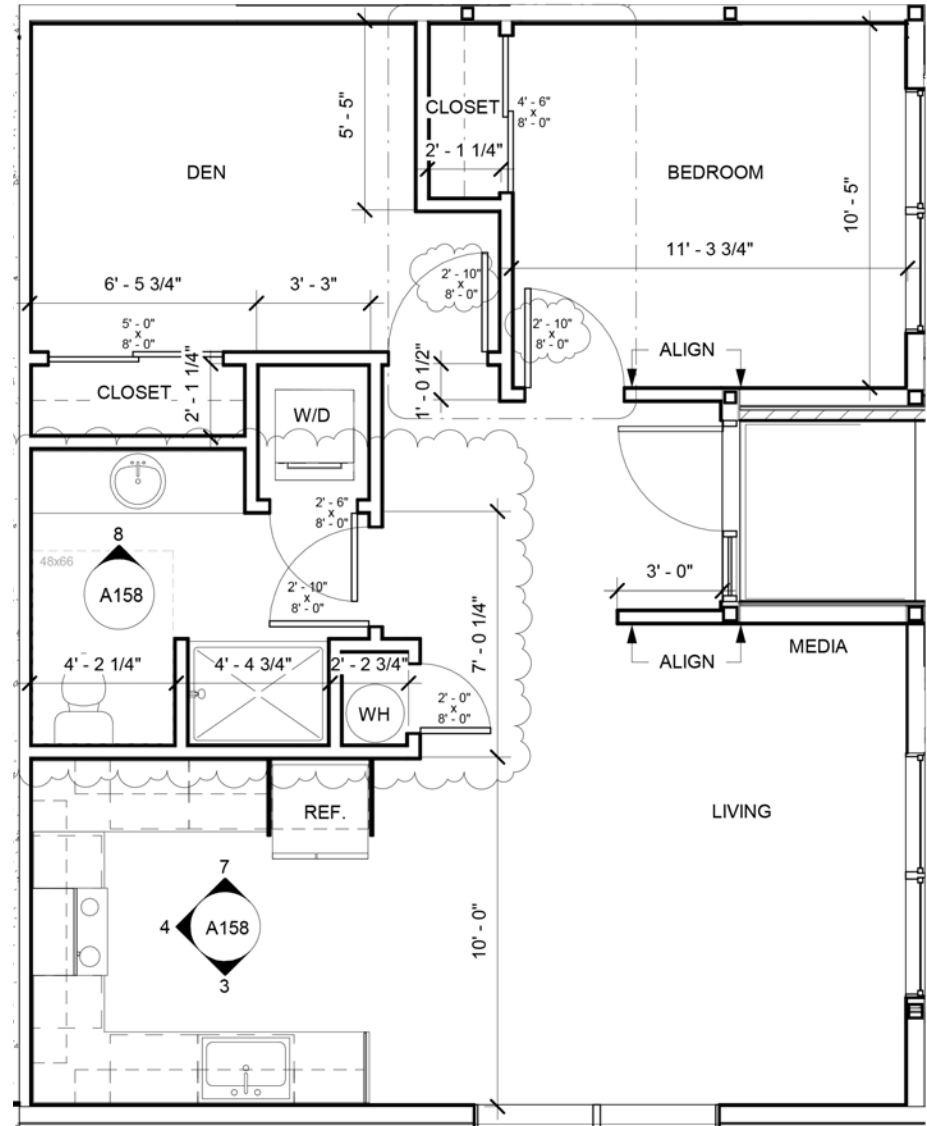 CLOSET
4' - 6"
x
8' - 0"
5' - 5"
2' - 1 1/4"
DEN
BEDROOM
10' - 5"
11' - 3 3/4"
6' - 5 3/4"
3' - 3"
2' - 10"
x
8' - 0"
5' - 0"
x
8' - 0"
2' - 10"
x
8' - 0"
ALIGN
CLOSET
2' - 1 1/4"
1' - 0 1/2"
W/D
2' - 6"
x
8' - 0"
8
48x66
A158
2' - 10"
x
8' - 0"
3' - 0"
7' - 0 1/4"
4' - 2 1/4"
4' - 4 3/4"
2' - 2 3/4"
ALIGN
MEDIA
2' - 0"
x
8' - 0"
WH
REF.
LIVING
7
4
A158
3
10' - 0"